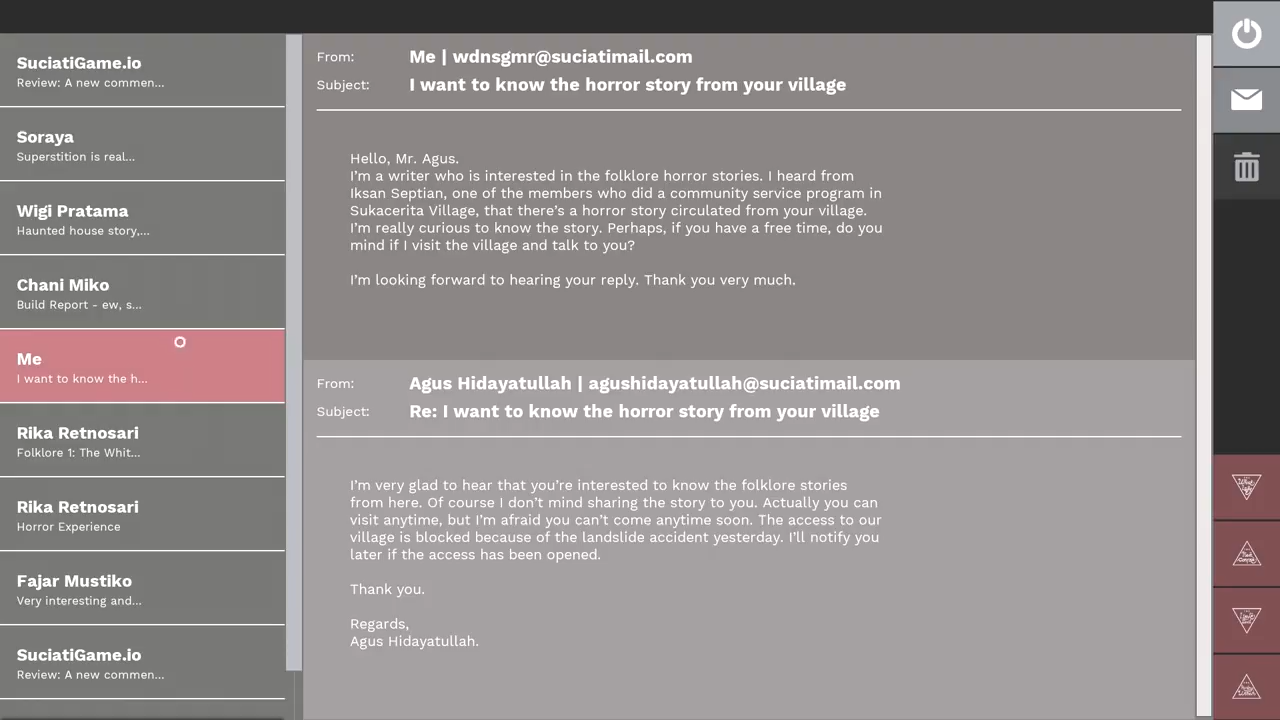 SuciatiGame.io
Review: A new commen...
Soraya
Superstition is real...
Wigi Pratama
Haunted house story,...
Chani Miko
Build Report - ew, s...
Me
I want to know the h...
Rika Retnosari
Folklore 1: The Whit...
Rika Retnosari
Horror Experience
Fajar Mustiko
Very interesting and...
SuciatiGame.io
Review: A new commen...
From: Me | wdnsgmr@suciatimail.com
Subject: I want to know the horror story from your village
Hello, Mr. Agus.
I'm a writer who is interested in the folklore horror stories. I heard from
Iksan Septian, one of the members who did a community service program in
Sukacerita Village, that there's a horror story circulated from your village.
I'm really curious to know the story. Perhaps, if you have a free time, do you
mind if I visit the village and talk to you?
I'm looking forward to hearing your reply. Thank you very much.
From: Agus Hidayatullah | agushidayatullah@suciatimail.com
Subject: Re: I want to know the horror story from your village
I'm very glad to hear that you're interested to know the folklore stories
from here. Of course I don't mind sharing the story to you. Actually you can
visit anytime, but I'm afraid you can't come anytime soon. The access to our
village is blocked because of the landslide accident yesterday. I'll notify you
later if the access has been opened.
Thank you.
Regards,
Agus Hidayatullah.